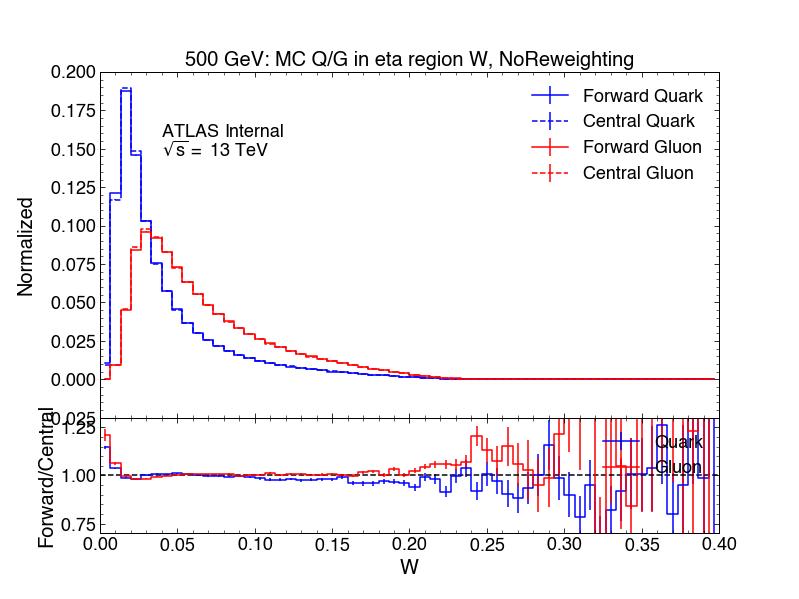 500 GeV: MC Q/G in eta region W, NoReweighting
0.200
0.175
0.150
0.125
0.100
0.075
0.050
0.025
0.000
Normalized
ATLAS Internal
√s = 13 TeV
Forward Quark
Central Quark
Forward Gluon
Central Gluon
0.025
1.25
1.00
0.75
Forward/Central
Quark
Gluon
0.00 0.05 0.10 0.15 0.20 0.25 0.30 0.35 0.40
W